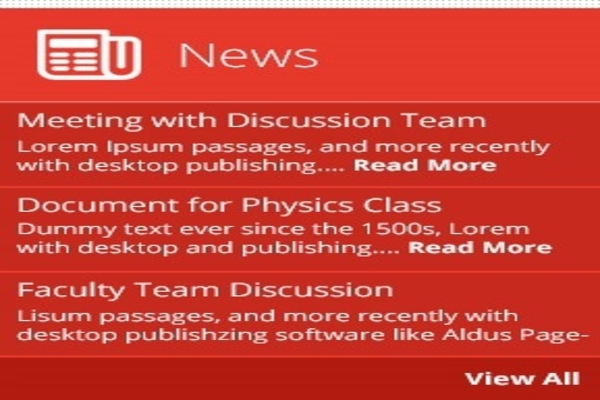 News
Meeting with Discussion Team
Lorem Ipsum passages, and more recently
with desktop publishing.... Read More
Document for Physics Class
Dummy text ever since the 1500s, Lorem
with desktop and publishing.... Read More
Faculty Team Discussion
Lisum passages, and more recently with
desktop publishzing software like Aldus Page-
View All